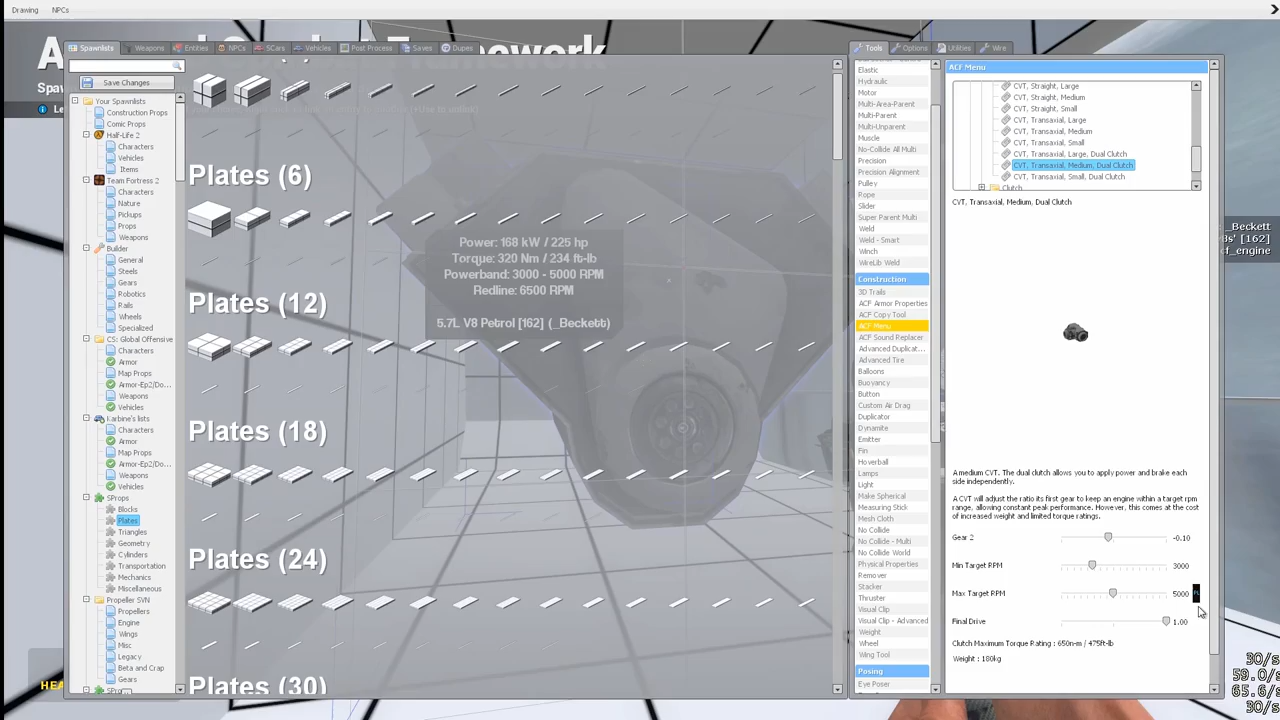 Drawing NPCs
Spawnlists Weapons Entities NPCs SCars Vehicles Post Process Saves Dupes
Save Changes
Your Spawnlists
Construction Props
Comic Props
Half-Life 2
Characters
Vehicles
Items
Team Fortress 2
Characters
Nature
Pickups
Props
Weapons
Builder
General
Steels
Gears
Robotics
Rails
Wheels
Specialized
CS: Global Offensive
Characters
Armor
Map Props
Armor-Ep2/Do...
Weapons
Vehicles
Karbine's lists
Characters
Armor
Map Props
Armor-Ep2/Do...
Weapons
Vehicles
SProps
Blocks
Plates
Triangles
Geometry
Cylinders
Transportation
Mechanics
Miscellaneous
Propeller SVN
Propellers
Engine
Wings
Misc
Legacy
Beta and Crap
Gears
Plates (6)
Plates (12)
Plates (18)
Plates (24)
Plates (30)
Power: 168 kW / 225 hp
Torque: 320 Nm / 234 ft-lb
Powerband: 3000 - 5000 RPM
Redline: 6500 RPM
5.7L V8 Petrol [162] (_Beckett)
Tools Options Utilities Wire
Elastic
Hydraulic
Motor
Multi-Area-Parent
Multi-Parent
Multi-Unparent
Muscle
No-Collide All Multi
Precision
Precision Alignment
Pulley
Rope
Slider
Super Parent Multi
Weld
Weld - Smart
Winch
WireLib Weld
Construction
3D Trails
ACF Armor Properties
ACF Copy Tool
ACF Menu
ACF Sound Replacer
Advanced Duplicat...
Advanced Tire
Balloons
Buoyancy
Button
Custom Air Drag
Duplicator
Dynamite
Emitter
Fin
Hoverball
Lamps
Light
Make Spherical
Measuring Stick
Mesh Cloth
No Collide
No Collide - Multi
No Collide World
Physical Properties
Remover
Stacker
Thruster
Visual Clip
Visual Clip - Advanced
Weight
Wheel
Wing Tool
Posing
Eye Poser
ACF Menu
CVT, Straight, Large
CVT, Straight, Medium
CVT, Straight, Small
CVT, Transaxial, Large
CVT, Transaxial, Medium
CVT, Transaxial, Small
CVT, Transaxial, Large, Dual Clutch
CVT, Transaxial, Medium, Dual Clutch
CVT, Transaxial, Small, Dual Clutch
Clutch
CVT, Transaxial, Medium, Dual Clutch
A medium CVT. The dual clutch allows you to apply power and brake each
side independently.
A CVT will adjust the ratio its first gear to keep an engine within a target rpm
range, allowing constant peak performance. However, this comes at the cost
of increased weight and limited torque ratings.
Gear 2 -0.10
Min Target RPM 3000
Max Target RPM 5000
Final Drive 1.00
Clutch Maximum Torque Rating : 650n-m / 475ft-lb
Weight : 180kg
_Beckett
[162]
f_engine
30/s
59.0/s
65.0/s
30/s